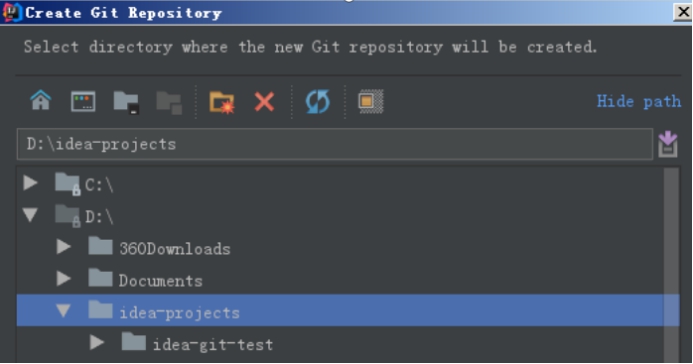 Create Git Repository
Select directory where the new Git repository will be created.
Hide path
D:\idea-projects
C:\
D:\
360Downloads
Documents
idea-projects
idea-git-test